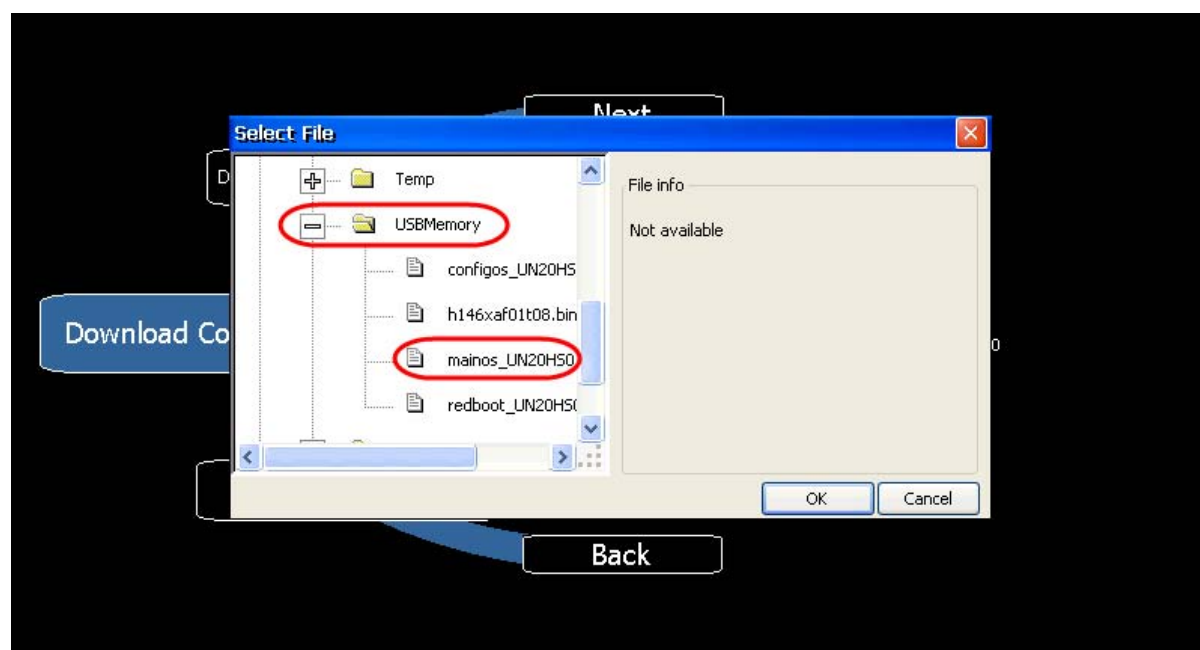 Next
Select File
D
Temp
File info
USBMemory
Not available
configos_UN20HS
h146xaf01t08.bin
Download Co
0
mainos_UN20HS0
redboot_UN20HS0
OK
Cancel
Back